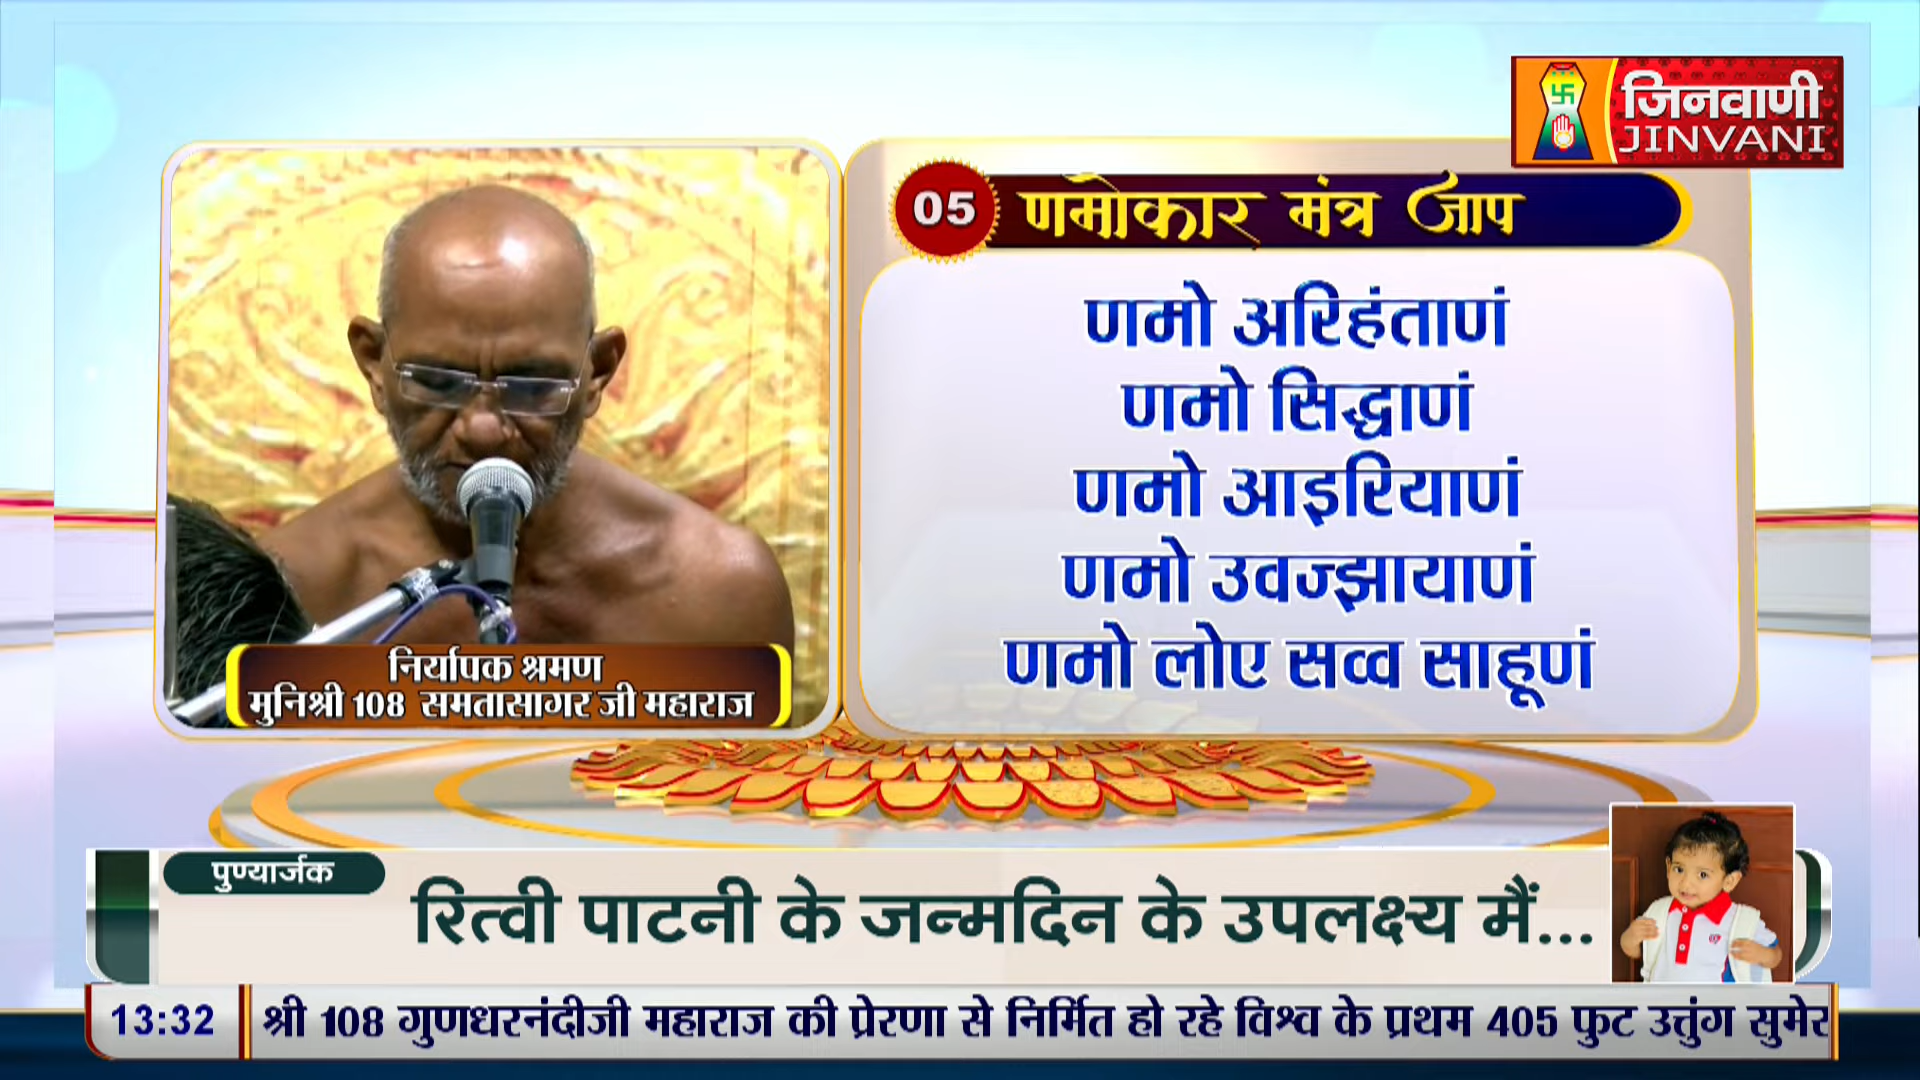 जिनवाणी
JINVANI
05 णमोकार मंत्र जाप
णमो अरिहंताणं
णमो सिद्धाणं
णमो आइरियाणं
णमो उवज्झायाणं
णमो लोए सव्व साहूणं
निर्यापक श्रमण
मुनिश्री 108 समतासागर जी महाराज
पुण्यार्जक
रित्वी पाटनी के जन्मदिन के उपलक्ष्य मैं...
13:32 श्री 108 गुणधरनंदीजी महाराज की प्रेरणा से निर्मित हो रहे विश्व के प्रथम 405 फुट उत्तुंग सुमेर